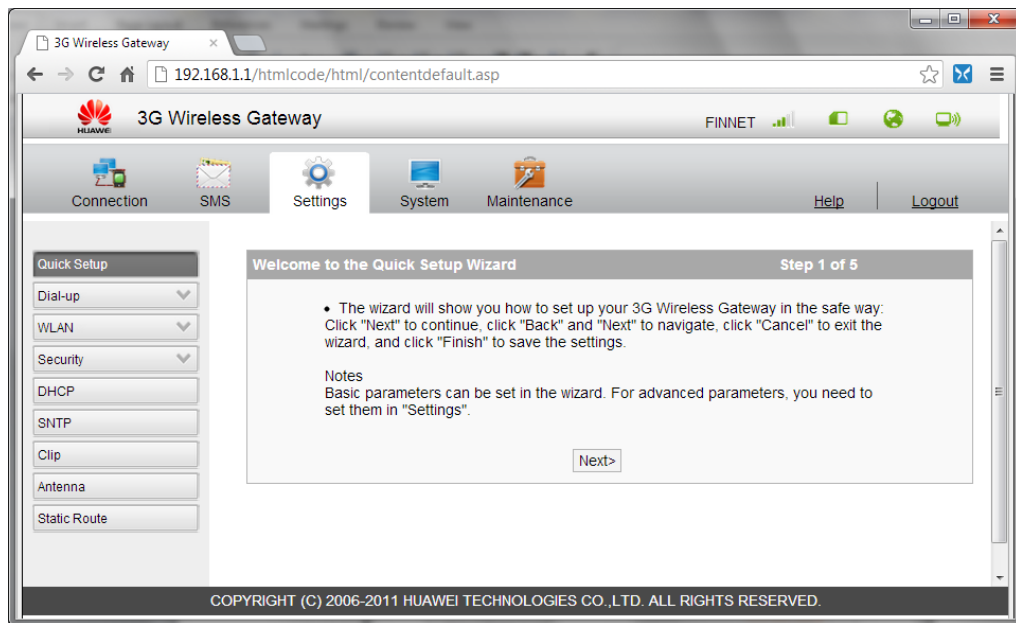 3G Wireless Gateway
192.168.1.1/htmlcode/html/contentdefault.asp
HUAWEI
3G Wireless Gateway
FINNET
Connection
SMS
Settings
System
Maintenance
Help
Logout
Quick Setup
Dial-up
WLAN
Security
DHCP
SNTP
Clip
Antenna
Static Route
Welcome to the Quick Setup Wizard
Step 1 of 5
• The wizard will show you how to set up your 3G Wireless Gateway in the safe way:
Click "Next" to continue, click "Back" and "Next" to navigate, click "Cancel" to exit the
wizard, and click "Finish" to save the settings.
Notes
Basic parameters can be set in the wizard. For advanced parameters, you need to
set them in "Settings".
Next>
COPYRIGHT (C) 2006-2011 HUAWEI TECHNOLOGIES CO.,LTD. ALL RIGHTS RESERVED.